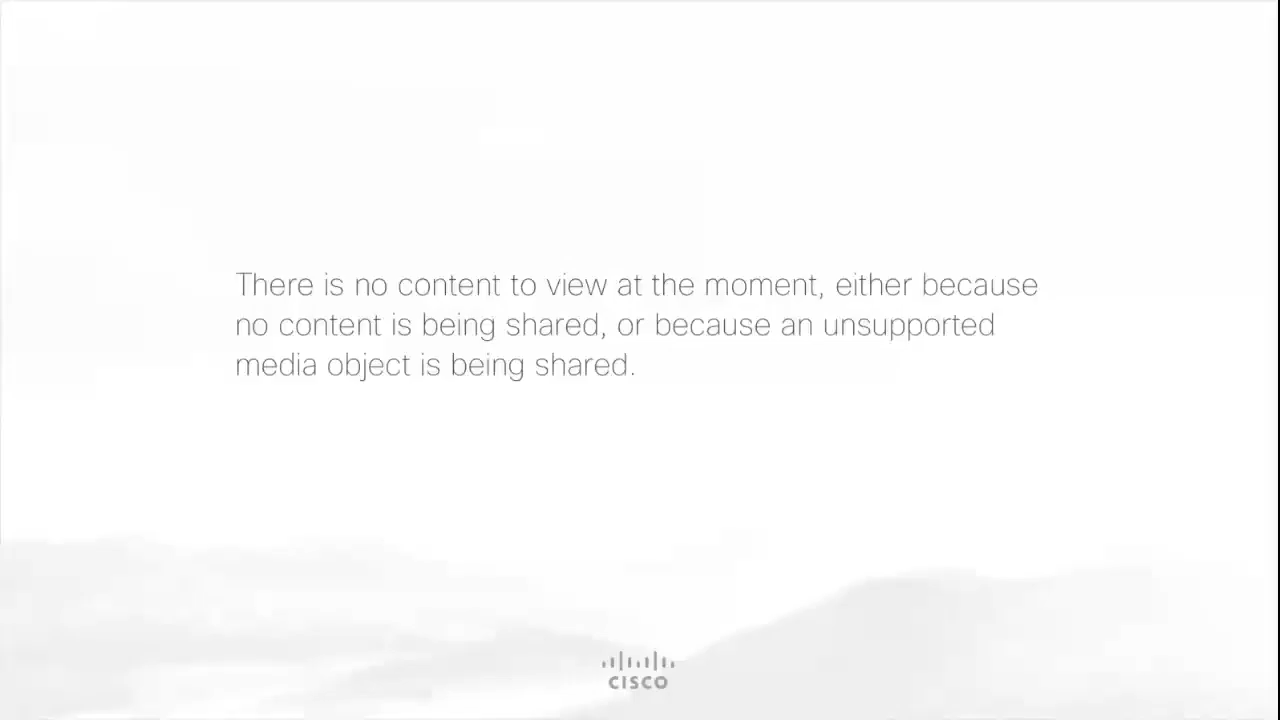 There is no content to view at the moment, either because
no content is being shared, or because an unsupported
media object is being shared.
CISCO